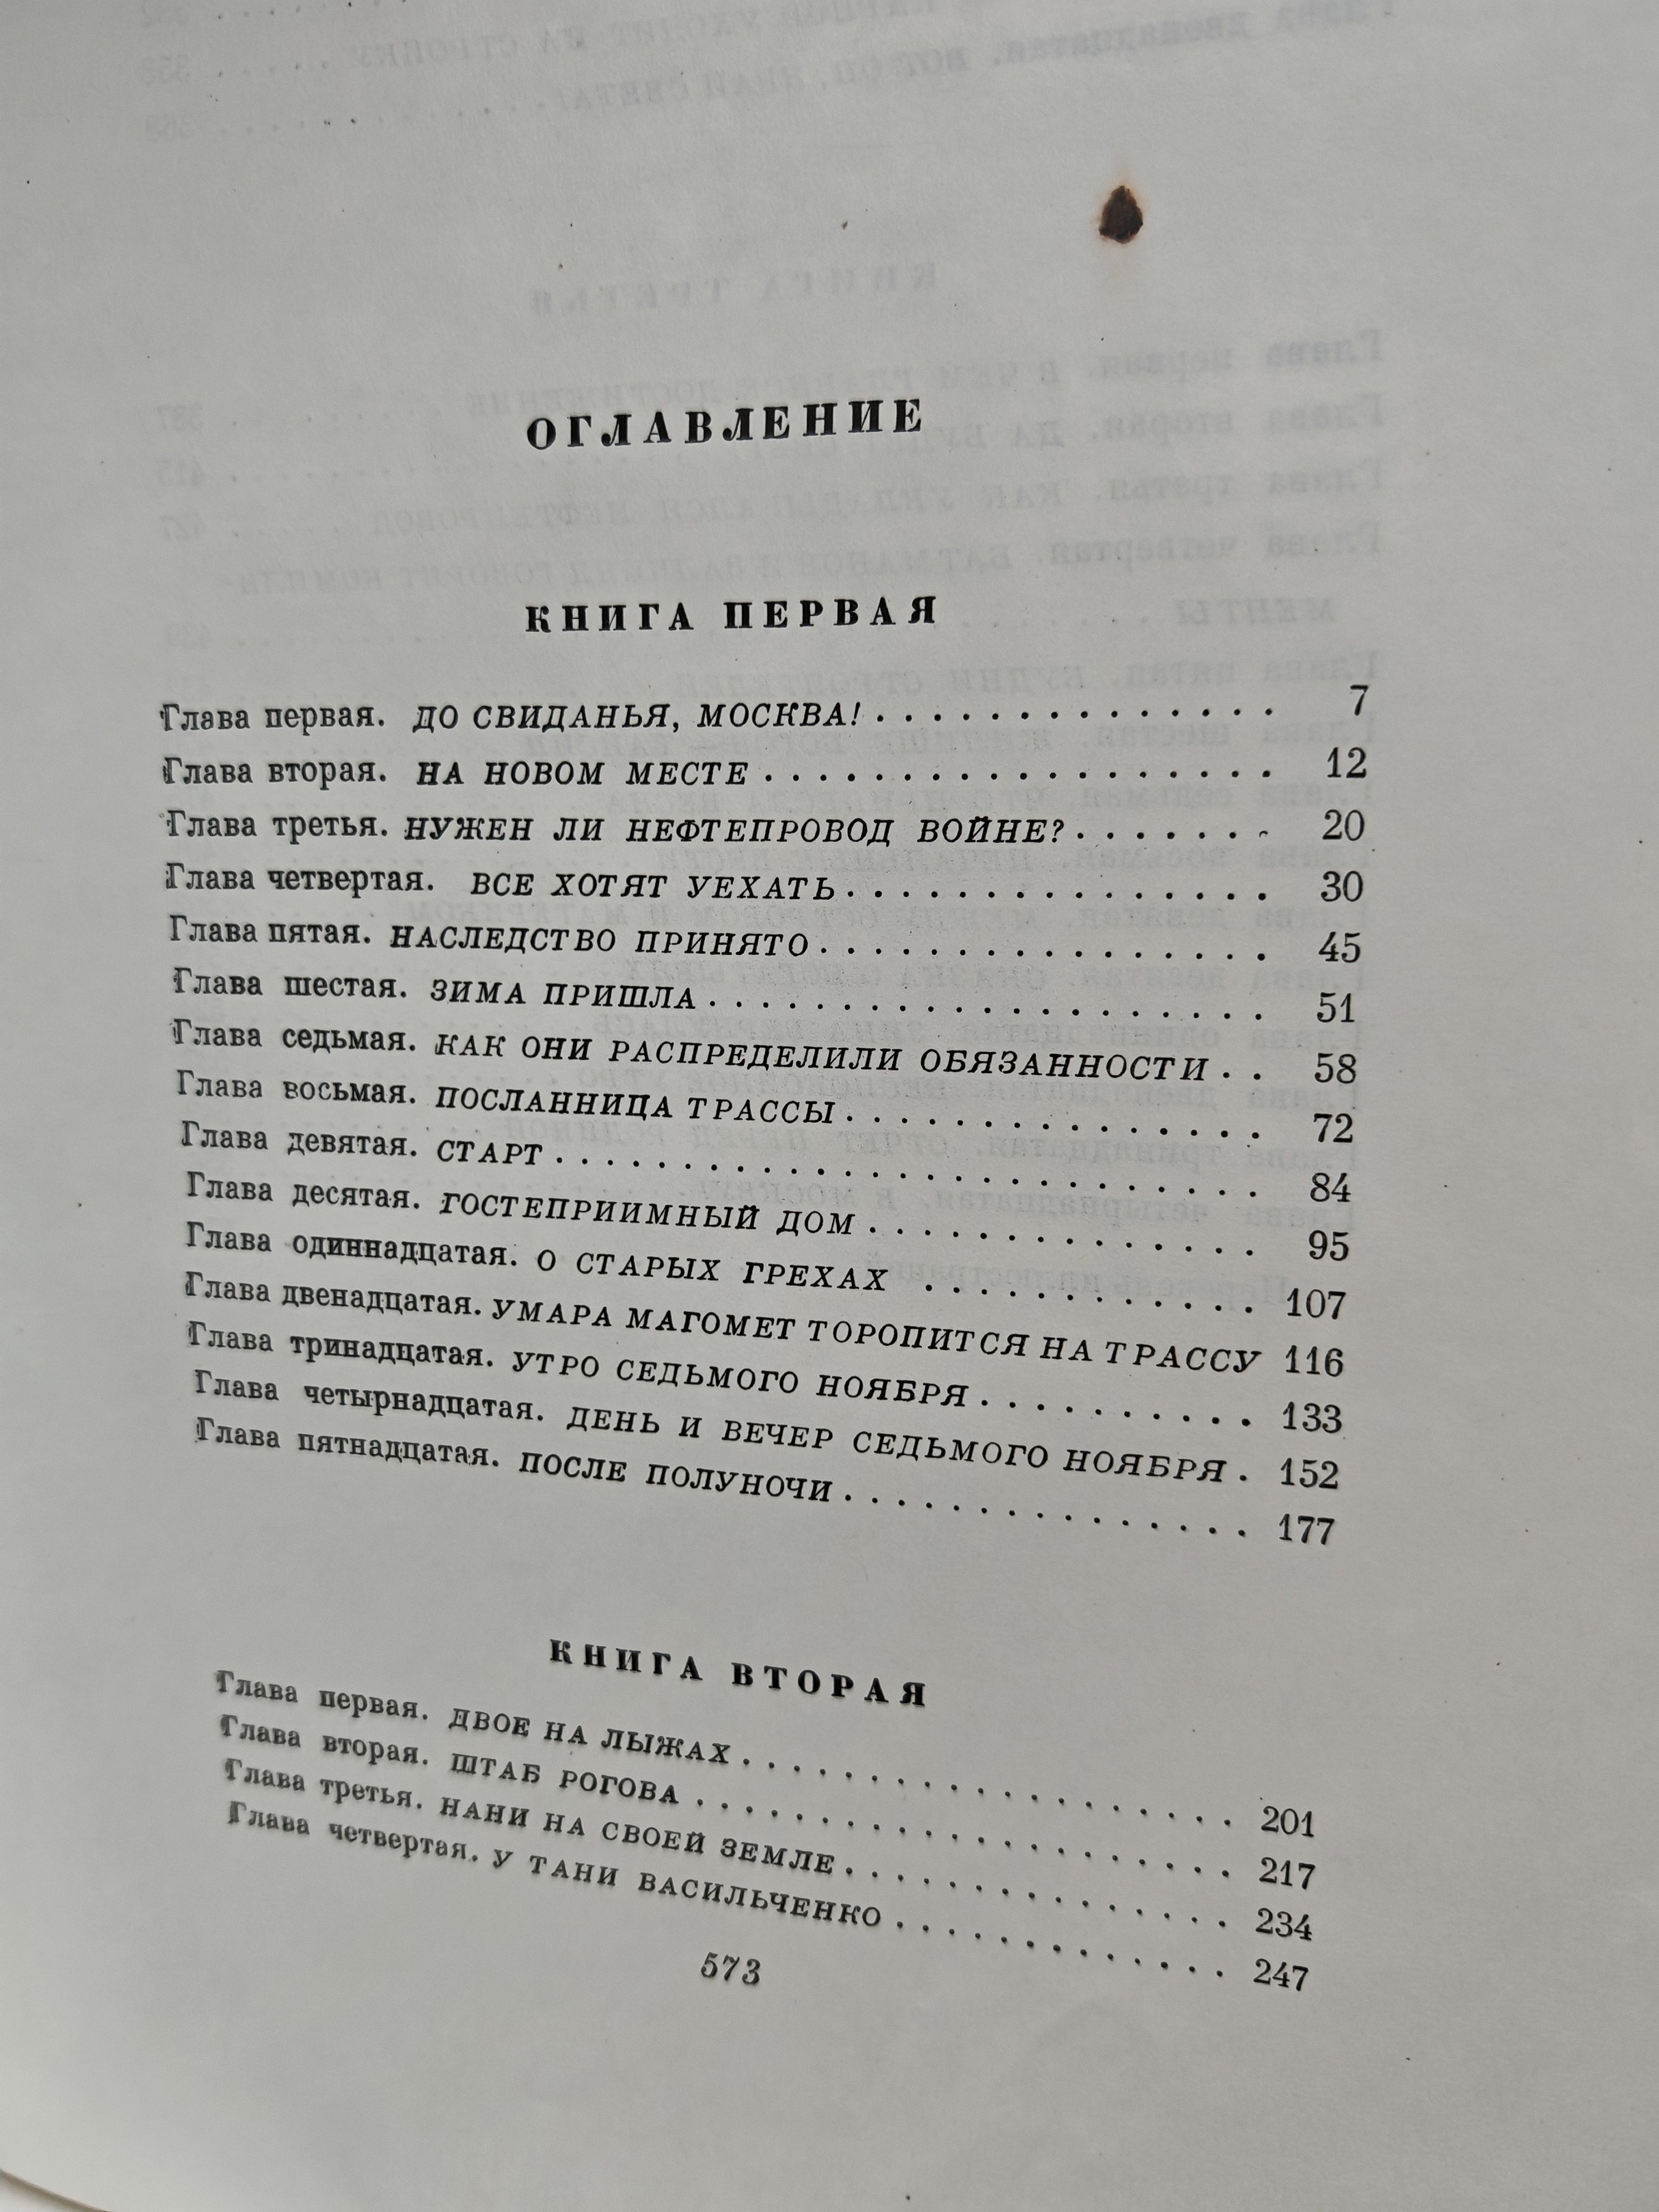 ОГЛАВЛЕНИЕ
КНИГА ПЕРВАЯ
Глава первая. ДО СВИДАНЬЯ, МОСКВА! . . . . . . . . . . . . . . 7
Глава вторая. НА НОВОМ МЕСТЕ . . . . . . . . . . . . . . . . . . 12
Глава третья. НУЖЕН ЛИ НЕФТЕПРОВОД ВОЙНЕ? . . . . . . . 20
Глава четвертая. ВСЕ ХОТЯТ УЕХАТЬ . . . . . . . . . . . . . . . 30
Глава пятая. НАСЛЕДСТВО ПРИНЯТО . . . . . . . . . . . . . . . . 45
Глава шестая. ЗИМА ПРИШЛА . . . . . . . . . . . . . . . . . . . . 51
Глава седьмая. КАК ОНИ РАСПРЕДЕЛИЛИ ОБЯЗАННОСТИ . . 58
Глава восьмая. ПОСЛАННИЦА ТРАССЫ . . . . . . . . . . . . . . . 72
Глава девятая. СТАРТ . . . . . . . . . . . . . . . . . . . . . . . . . . 84
Глава десятая. ГОСТЕПРИИМНЫЙ ДОМ . . . . . . . . . . . . . . 95
Глава одиннадцатая. О СТАРЫХ ГРЕХАХ . . . . . . . . . . . . 107
Глава двенадцатая. УМАРА МАГОМЕТ ТОРОПИТСЯ НА ТРАССУ 116
Глава тринадцатая. УТРО СЕДЬМОГО НОЯБРЯ . . . . . . . . . . 133
Глава четырнадцатая. ДЕНЬ И ВЕЧЕР СЕДЬМОГО НОЯБРЯ . 152
Глава пятнадцатая. ПОСЛЕ ПОЛУНОЧИ . . . . . . . . . . . . . . . 177
КНИГА ВТОРАЯ
Глава первая. ДВОЕ НА ЛЫЖАХ . . . . . . . . . . . . . . . . . . . 201
Глава вторая. ШТАБ РОГОВА . . . . . . . . . . . . . . . . . . . . . 217
Глава третья. НАНИ НА СВОЕЙ ЗЕМЛЕ . . . . . . . . . . . . . . . 234
Глава четвертая. У ТАНИ ВАСИЛЬЧЕНКО . . . . . . . . . . . . . 247
573